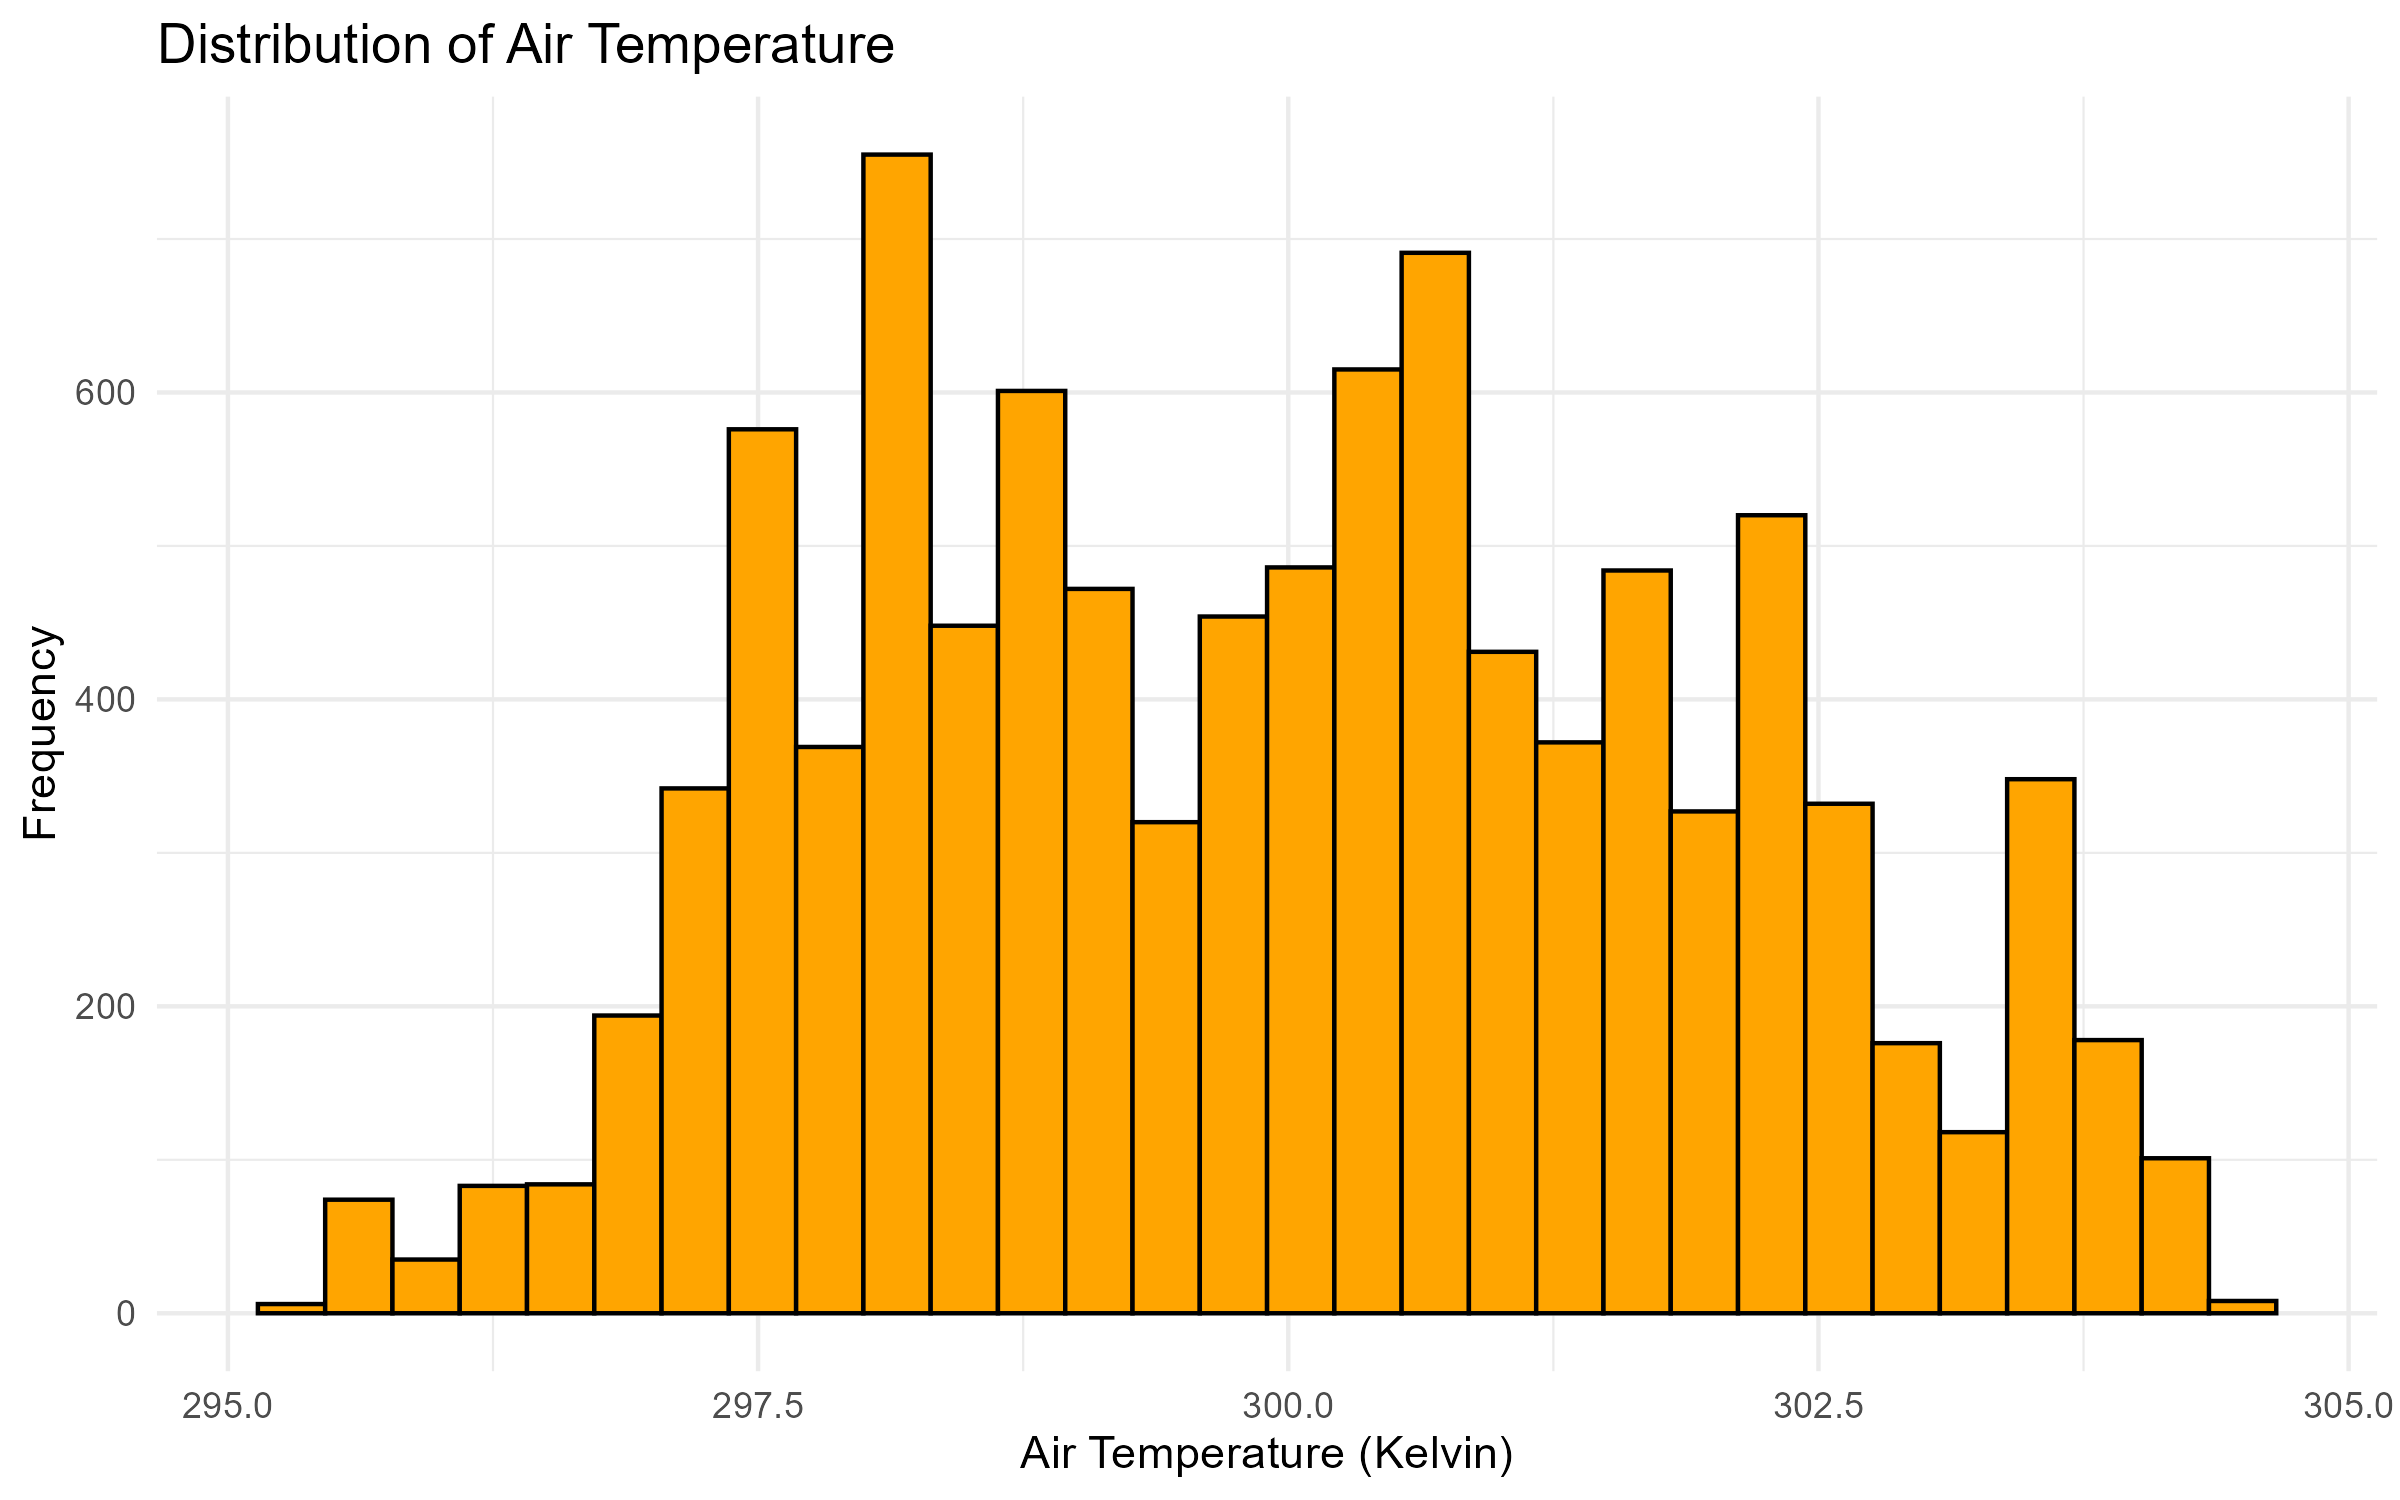 Distribution of Air Temperature
Frequency
600
400
200
0
295.0 297.5 300.0 302.5 305.0
Air Temperature (Kelvin)